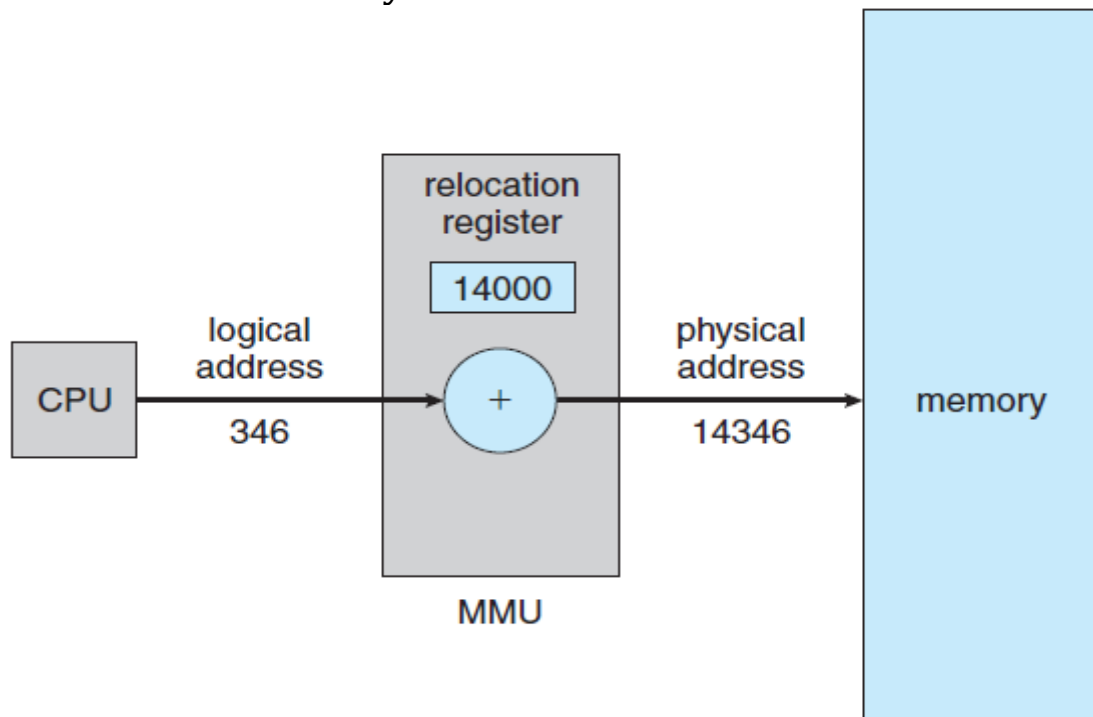 relocation
register
14000
logical
address
physical
address
CPU
+
memory
346
14346
MMU